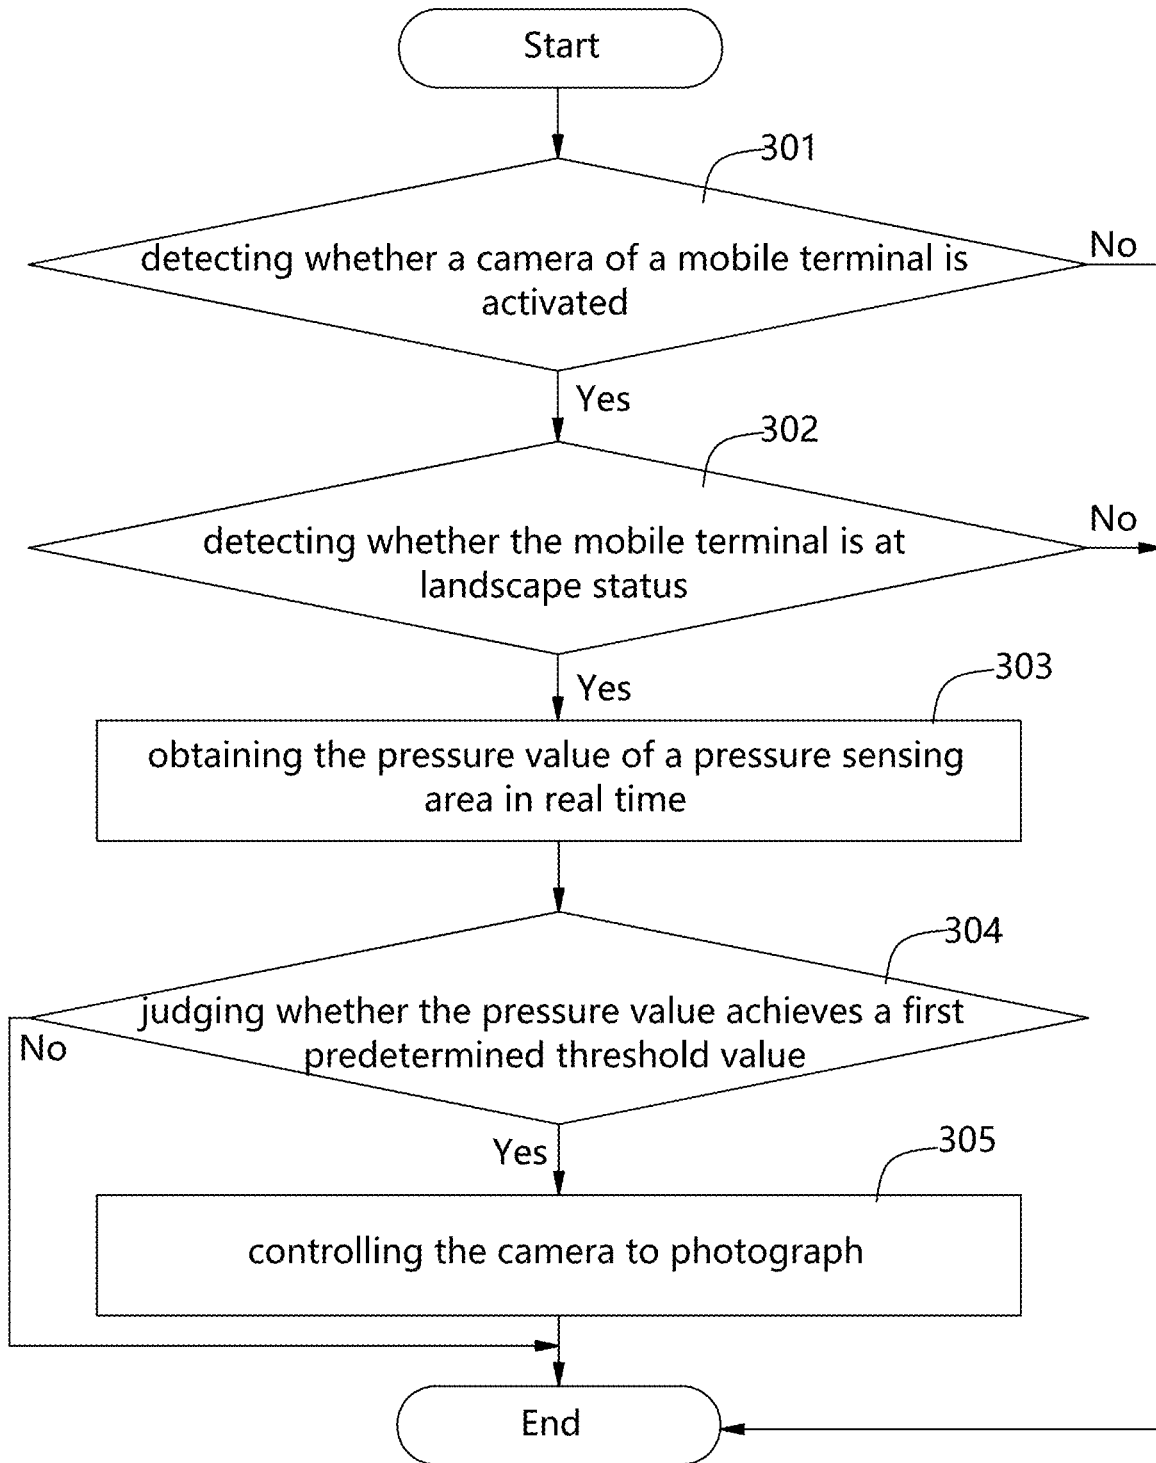 Start
301
detecting whether a camera of a mobile terminal is
activated
No
Yes
302
detecting whether the mobile terminal is at
landscape status
No
Yes
303
obtaining the pressure value of a pressure sensing
area in real time
304
judging whether the pressure value achieves a first
predetermined threshold value
No
Yes
305
controlling the camera to photograph
End